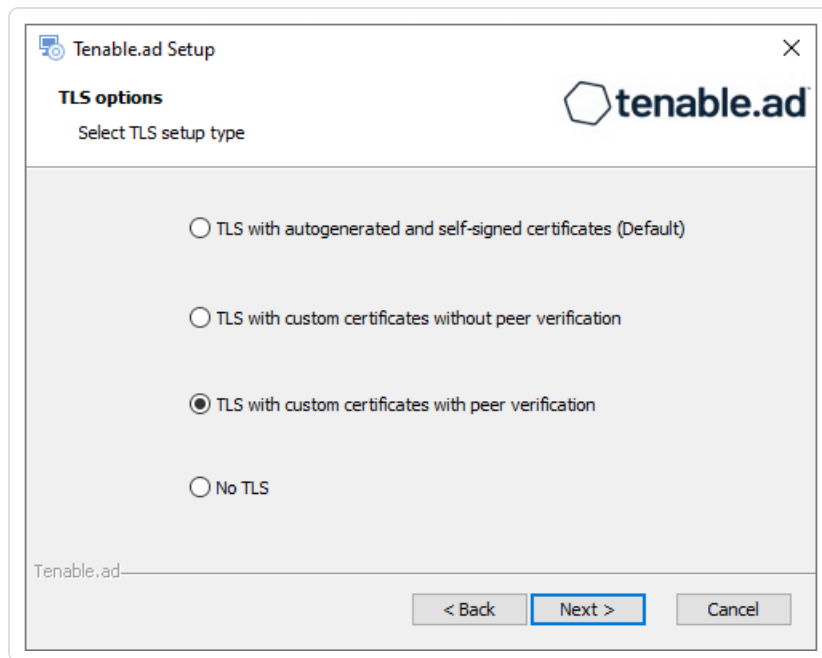 Tenable.ad Setup
TLS options
Select TLS setup type
tenable.ad
TLS with autogenerated and self-signed certificates (Default)
TLS with custom certificates without peer verification
TLS with custom certificates with peer verification
No TLS
Tenable.ad
< Back
Next >
Cancel